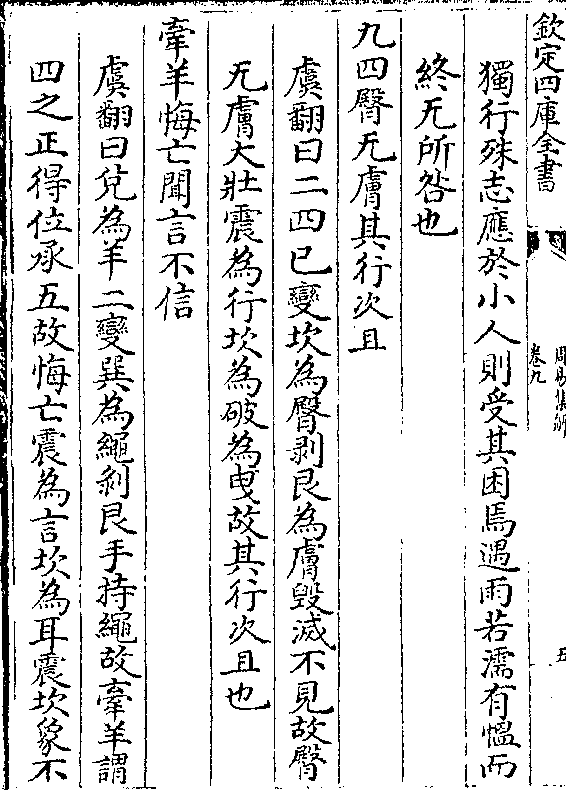 欽定四庫全書
周易集解
卷九
五
獨行殊志應於小人則受其困焉遇雨若濡有慍而
終无所咎也
九四臀无膚其行次且
虞翻曰二四已變坎為臀剥艮為膚毁滅不見故臀
无膚大壯震為行坎為破為曳故其行次且也
牽羊悔亡聞言不信
虞翻曰兌為羊二變巽為繩剥艮手持繩故牽羊謂
四之正得位承五故悔亡震為言坎為耳震坎象不